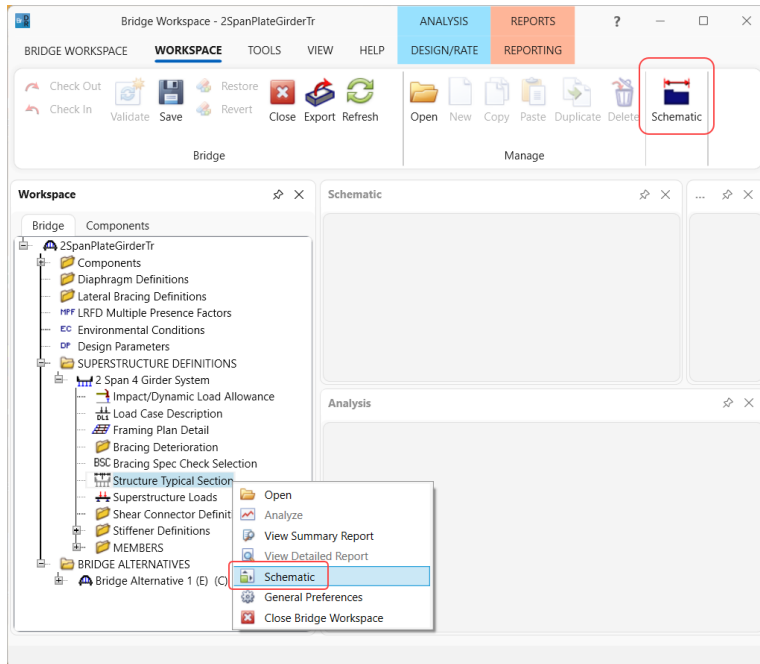 Bridge Workspace - 2SpanPlateGirderTr
ANALYSIS
REPORTS
?
BRIDGE WORKSPACE
WORKSPACE
TOOLS
VIEW
HELP
DESIGN/RATE
REPORTING
Check Out
Check In
Validate
Save
Restore
Revert
Close
Export
Refresh
Bridge
Open
New
Copy
Paste
Duplicate
Delete
Manage
Schematic
Workspace
Bridge
Components
2SpanPlateGirderTr
Components
Diaphragm Definitions
Lateral Bracing Definitions
MPF LRFD Multiple Presence Factors
EC Environmental Conditions
DP Design Parameters
SUPERSTRUCTURE DEFINITIONS
2 Span 4 Girder System
Impact/Dynamic Load Allowance
DL1 Load Case Description
Framing Plan Detail
Bracing Deterioration
BSC Bracing Spec Check Selection
Structure Typical Section
Superstructure Loads
Shear Connector Definit
Stiffener Definitions
MEMBERS
BRIDGE ALTERNATIVES
Bridge Alternative 1 (E) (C)
Open
Analyze
View Summary Report
View Detailed Report
Schematic
General Preferences
Close Bridge Workspace
Schematic
...
Analysis